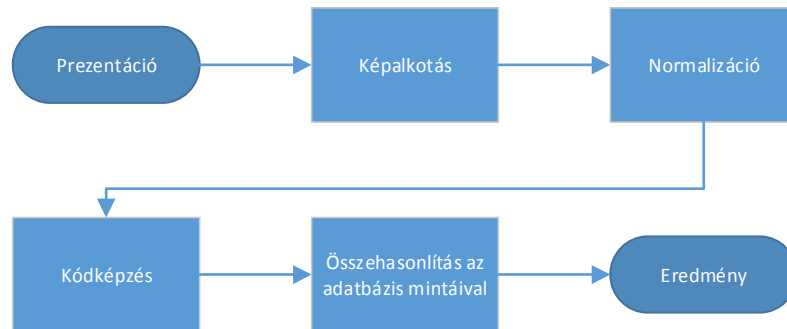 Prezentáció
Képalkotás
Normalizáció
Kódképzés
Összehasonlítás az
adatbázis mintáival
Eredmény